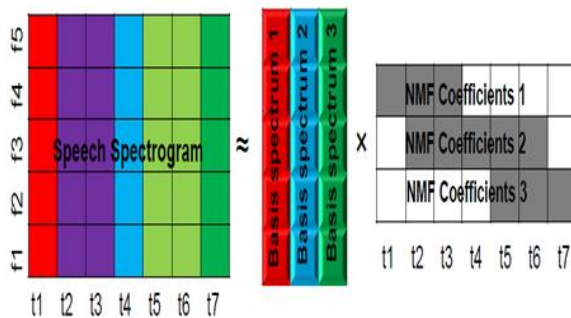 f5
f4
f3
f2
f1
Speech Spectrogram
t1 t2 t3 t4 t5 t6 t7
≈
Basis spectrum 1
Basis spectrum 2
Basis spectrum 3
×
NMF Coefficients 1
NMF Coefficients 2
NMF Coefficients 3
t1 t2 t3 t4 t5 t6 t7